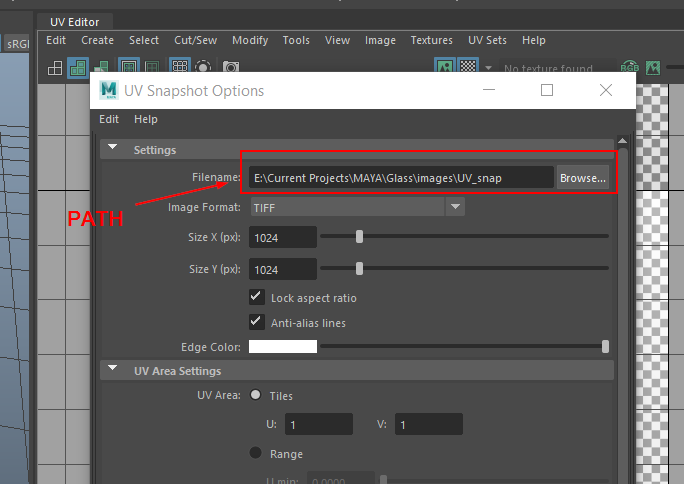 UV Editor
sRGB
Edit Create Select Cut/Sew Modify Tools View Image Textures UV Sets Help
No texture found
RGB
UV Snapshot Options
Edit Help
Settings
Filename: E:\Current Projects\MAYA\Glass\images\UV_snap Browse...
PATH
Image Format: TIFF
Size X (px): 1024
Size Y (px): 1024
Lock aspect ratio
Anti-alias lines
Edge Color:
UV Area Settings
UV Area: Tiles
U: 1 V: 1
Range
U min: 0.0000